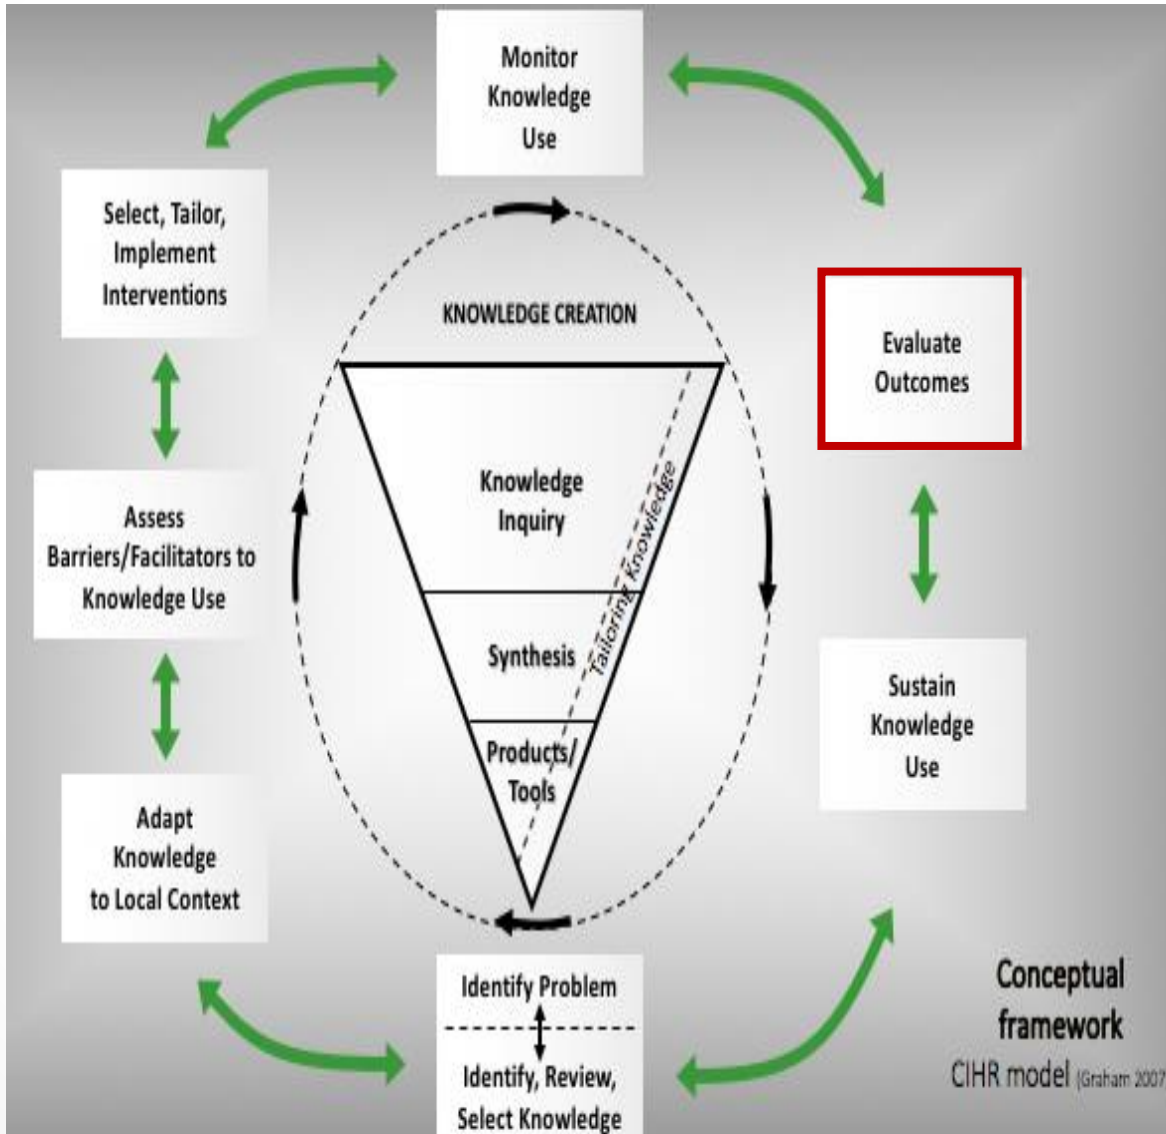 Monitor
Knowledge
Use
Select, Tailor,
Implement
Interventions
KNOWLEDGE CREATION
Evaluate
Outcomes
Knowledge
Inquiry
Tailoring Knowledge
Assess
Barriers/Facilitators to
Knowledge Use
Synthesis
Sustain
Knowledge
Use
Products/
Tools
Adapt
Knowledge
to Local Context
Identify Problem
Identify, Review,
Select Knowledge
Conceptual
framework
CIHR model (Graham 2007